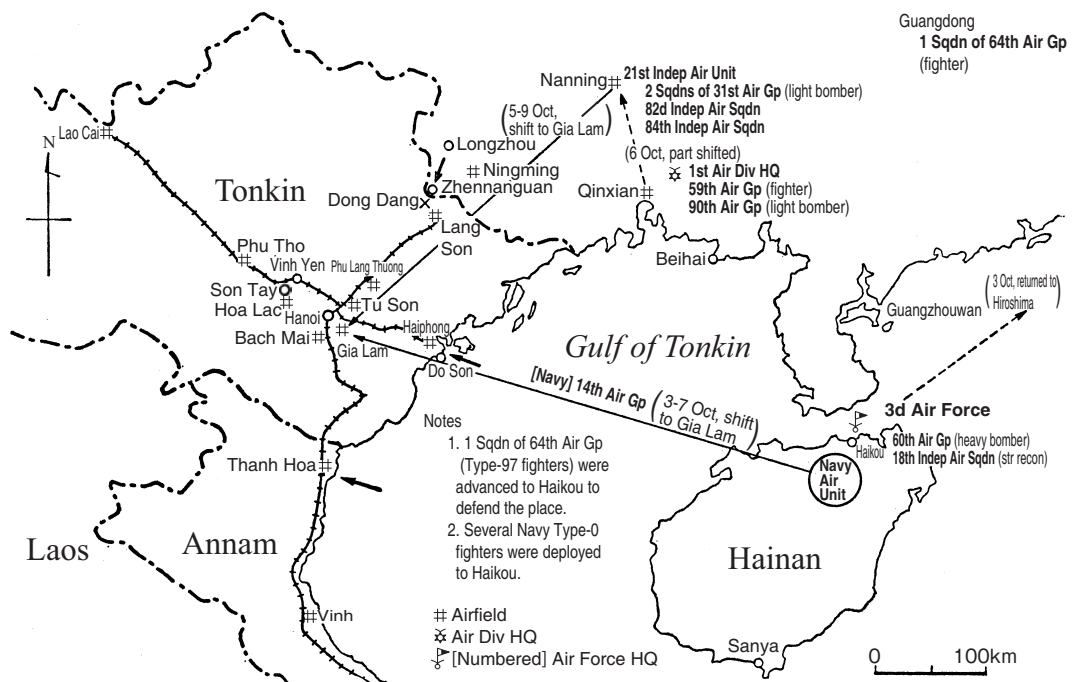 Guangdong
1 Sqdn of 64th Air Gp
(fighter)
Nanning
21st Indep Air Unit
2 Sqdns of 31st Air Gp (light bomber)
82d Indep Air Sqdn
84th Indep Air Sqdn
(5-9 Oct,
shift to Gia Lam)
Lao Cai
N
Longzhou
Ningming
Zhennanguan
(6 Oct, part shifted)
1st Air Div HQ
59th Air Gp (fighter)
90th Air Gp (light bomber)
Qinxian
Tonkin
Dong Dang
Lang
Son
Phu Tho
Vinh Yen
Phu Lang Thuong
Beihai
Son Tay
Hoa Lac
Tu Son
Hanoi
Haiphong
Bach Mai
Gia Lam
Do Son
Gulf of Tonkin
Guangzhouwan
(3 Oct, returned to
Hiroshima)
[Navy] 14th Air Gp (3-7 Oct, shift
to Gia Lam)
3d Air Force
60th Air Gp (heavy bomber)
18th Indep Air Sqdn (str recon)
Haikou
Navy
Air
Unit
Notes
1. 1 Sqdn of 64th Air Gp
(Type-97 fighters) were
advanced to Haikou to
defend the place.
2. Several Navy Type-0
fighters were deployed
to Haikou.
Thanh Hoa
Laos
Annam
Hainan
Vinh
Airfield
Air Div HQ
[Numbered] Air Force HQ
Sanya
0 100km